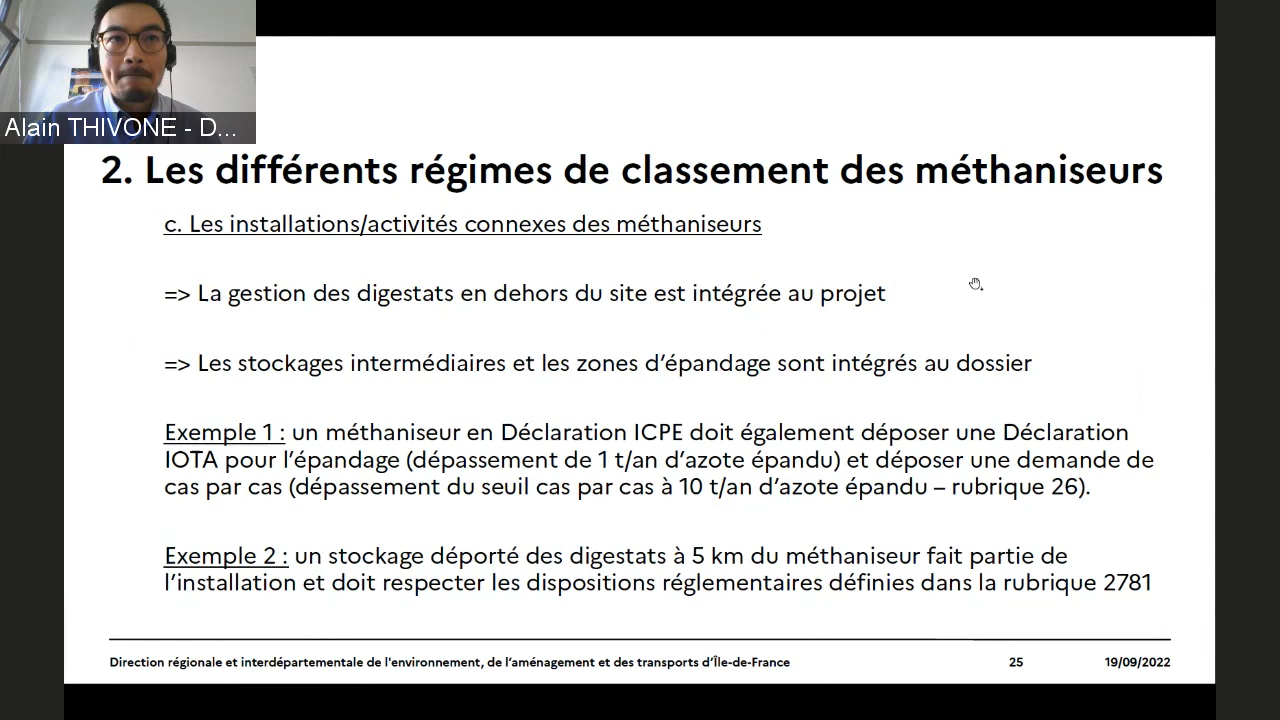 Alain THIVONE - D...
2. Les différents régimes de classement des méthaniseurs
c. Les installations/activités connexes des méthaniseurs
=> La gestion des digestats en dehors du site est intégrée au projet
=> Les stockages intermédiaires et les zones d’épandage sont intégrés au dossier
Exemple 1 : un méthaniseur en Déclaration ICPE doit également déposer une Déclaration
IOTA pour l’épandage (dépassement de 1 t/an d’azote épandu) et déposer une demande de
cas par cas (dépassement du seuil cas par cas à 10 t/an d’azote épandu – rubrique 26).
Exemple 2 : un stockage déporté des digestats à 5 km du méthaniseur fait partie de
l’installation et doit respecter les dispositions réglementaires définies dans la rubrique 2781
Direction régionale et interdépartementale de l'environnement, de l’aménagement et des transports d’Île-de-France
25
19/09/2022